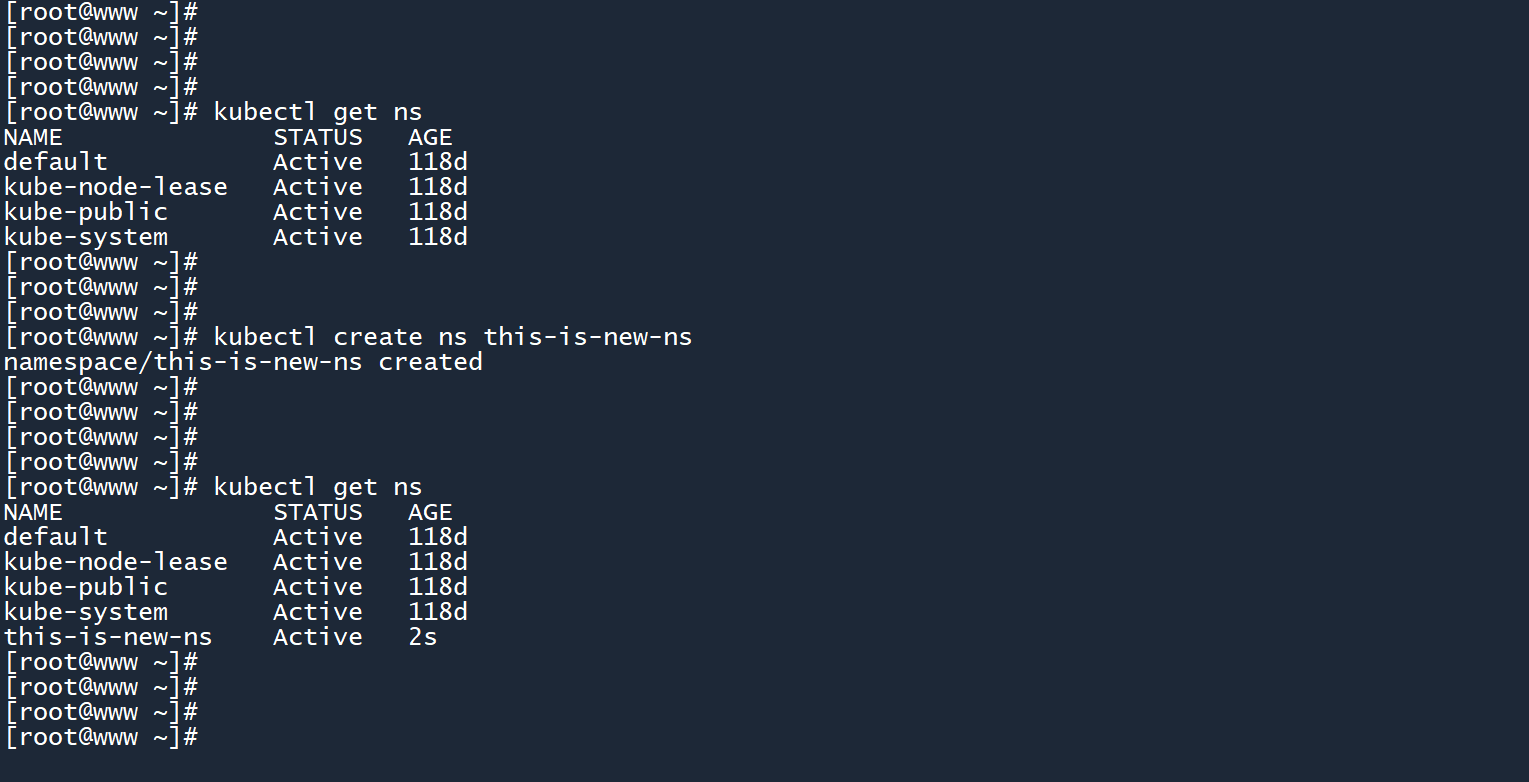 [root@www ~]#
[root@www ~]#
[root@www ~]#
[root@www ~]#
[root@www ~]# kubectl get ns
NAME              STATUS   AGE
default           Active   118d
kube-node-lease   Active   118d
kube-public       Active   118d
kube-system       Active   118d
[root@www ~]#
[root@www ~]#
[root@www ~]#
[root@www ~]# kubectl create ns this-is-new-ns
namespace/this-is-new-ns created
[root@www ~]#
[root@www ~]#
[root@www ~]#
[root@www ~]#
[root@www ~]# kubectl get ns
NAME              STATUS   AGE
default           Active   118d
kube-node-lease   Active   118d
kube-public       Active   118d
kube-system       Active   118d
this-is-new-ns    Active   2s
[root@www ~]#
[root@www ~]#
[root@www ~]#
[root@www ~]#